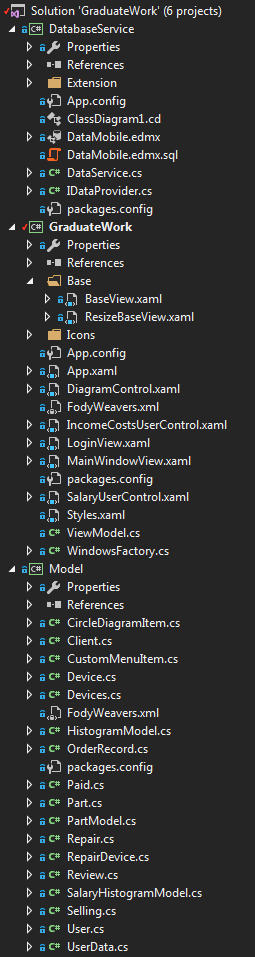 Solution 'GraduateWork' (6 projects)
C# DatabaseService
Properties
References
Extension
App.config
ClassDiagram1.cd
DataMobile.edmx
DataMobile.edmx.sql
C# DataService.cs
C# IDataProvider.cs
packages.config
C# GraduateWork
Properties
References
Base
BaseView.xaml
ResizeBaseView.xaml
Icons
App.config
App.xaml
DiagramControl.xaml
FodyWeavers.xml
IncomeCostsUserControl.xaml
LoginView.xaml
MainWindowView.xaml
packages.config
SalaryUserControl.xaml
Styles.xaml
C# ViewModel.cs
C# WindowsFactory.cs
C# Model
Properties
References
C# CircleDiagramItem.cs
C# Client.cs
C# CustomMenuItem.cs
C# Device.cs
C# Devices.cs
FodyWeavers.xml
C# HistogramModel.cs
C# OrderRecord.cs
packages.config
C# Paid.cs
C# Part.cs
C# PartModel.cs
C# Repair.cs
C# RepairDevice.cs
C# Review.cs
C# SalaryHistogramModel.cs
C# Selling.cs
C# User.cs
C# UserData.cs